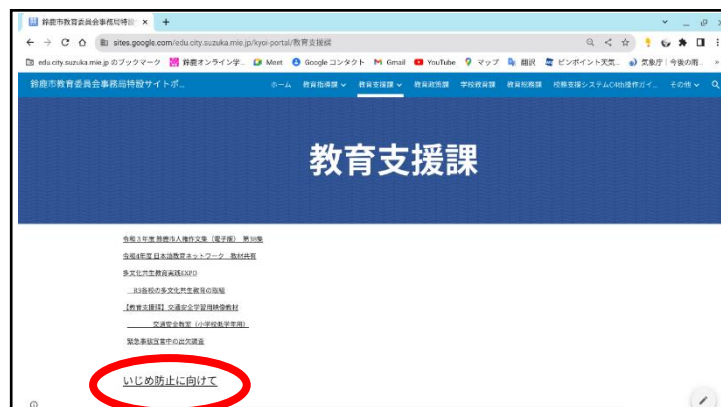 鈴鹿市教育委員会事務局特設
sites.google.com/edu.city.suzuka.mie.jp/kyoi-portal/教育支援課
edu.city.suzuka.mie.jp のブックマーク 鈴鹿オンライン学... Meet Google コンタクト Gmail YouTube マップ 翻訳 ピンポイント天気... 気象庁 | 今後の雨... »
鈴鹿市教育委員会事務局特設サイトポ... ホーム 教育指導課 教育支援課 教育政策課 学校教育課 教育総務課 校務支援システムC4th操作ガイ... その他
教育支援課
令和3年度 鈴鹿市人権作文集（電子版） 第38集
令和4年度 日本語教育ネットワーク 教材共有
多文化共生教育実践EXPO
R3各校の多文化共生教育の取組
【教育支援課】交通安全学習用映像教材
交通安全教室（小学校低学年用）
緊急事態宣言中の出欠調査
いじめ防止に向けて